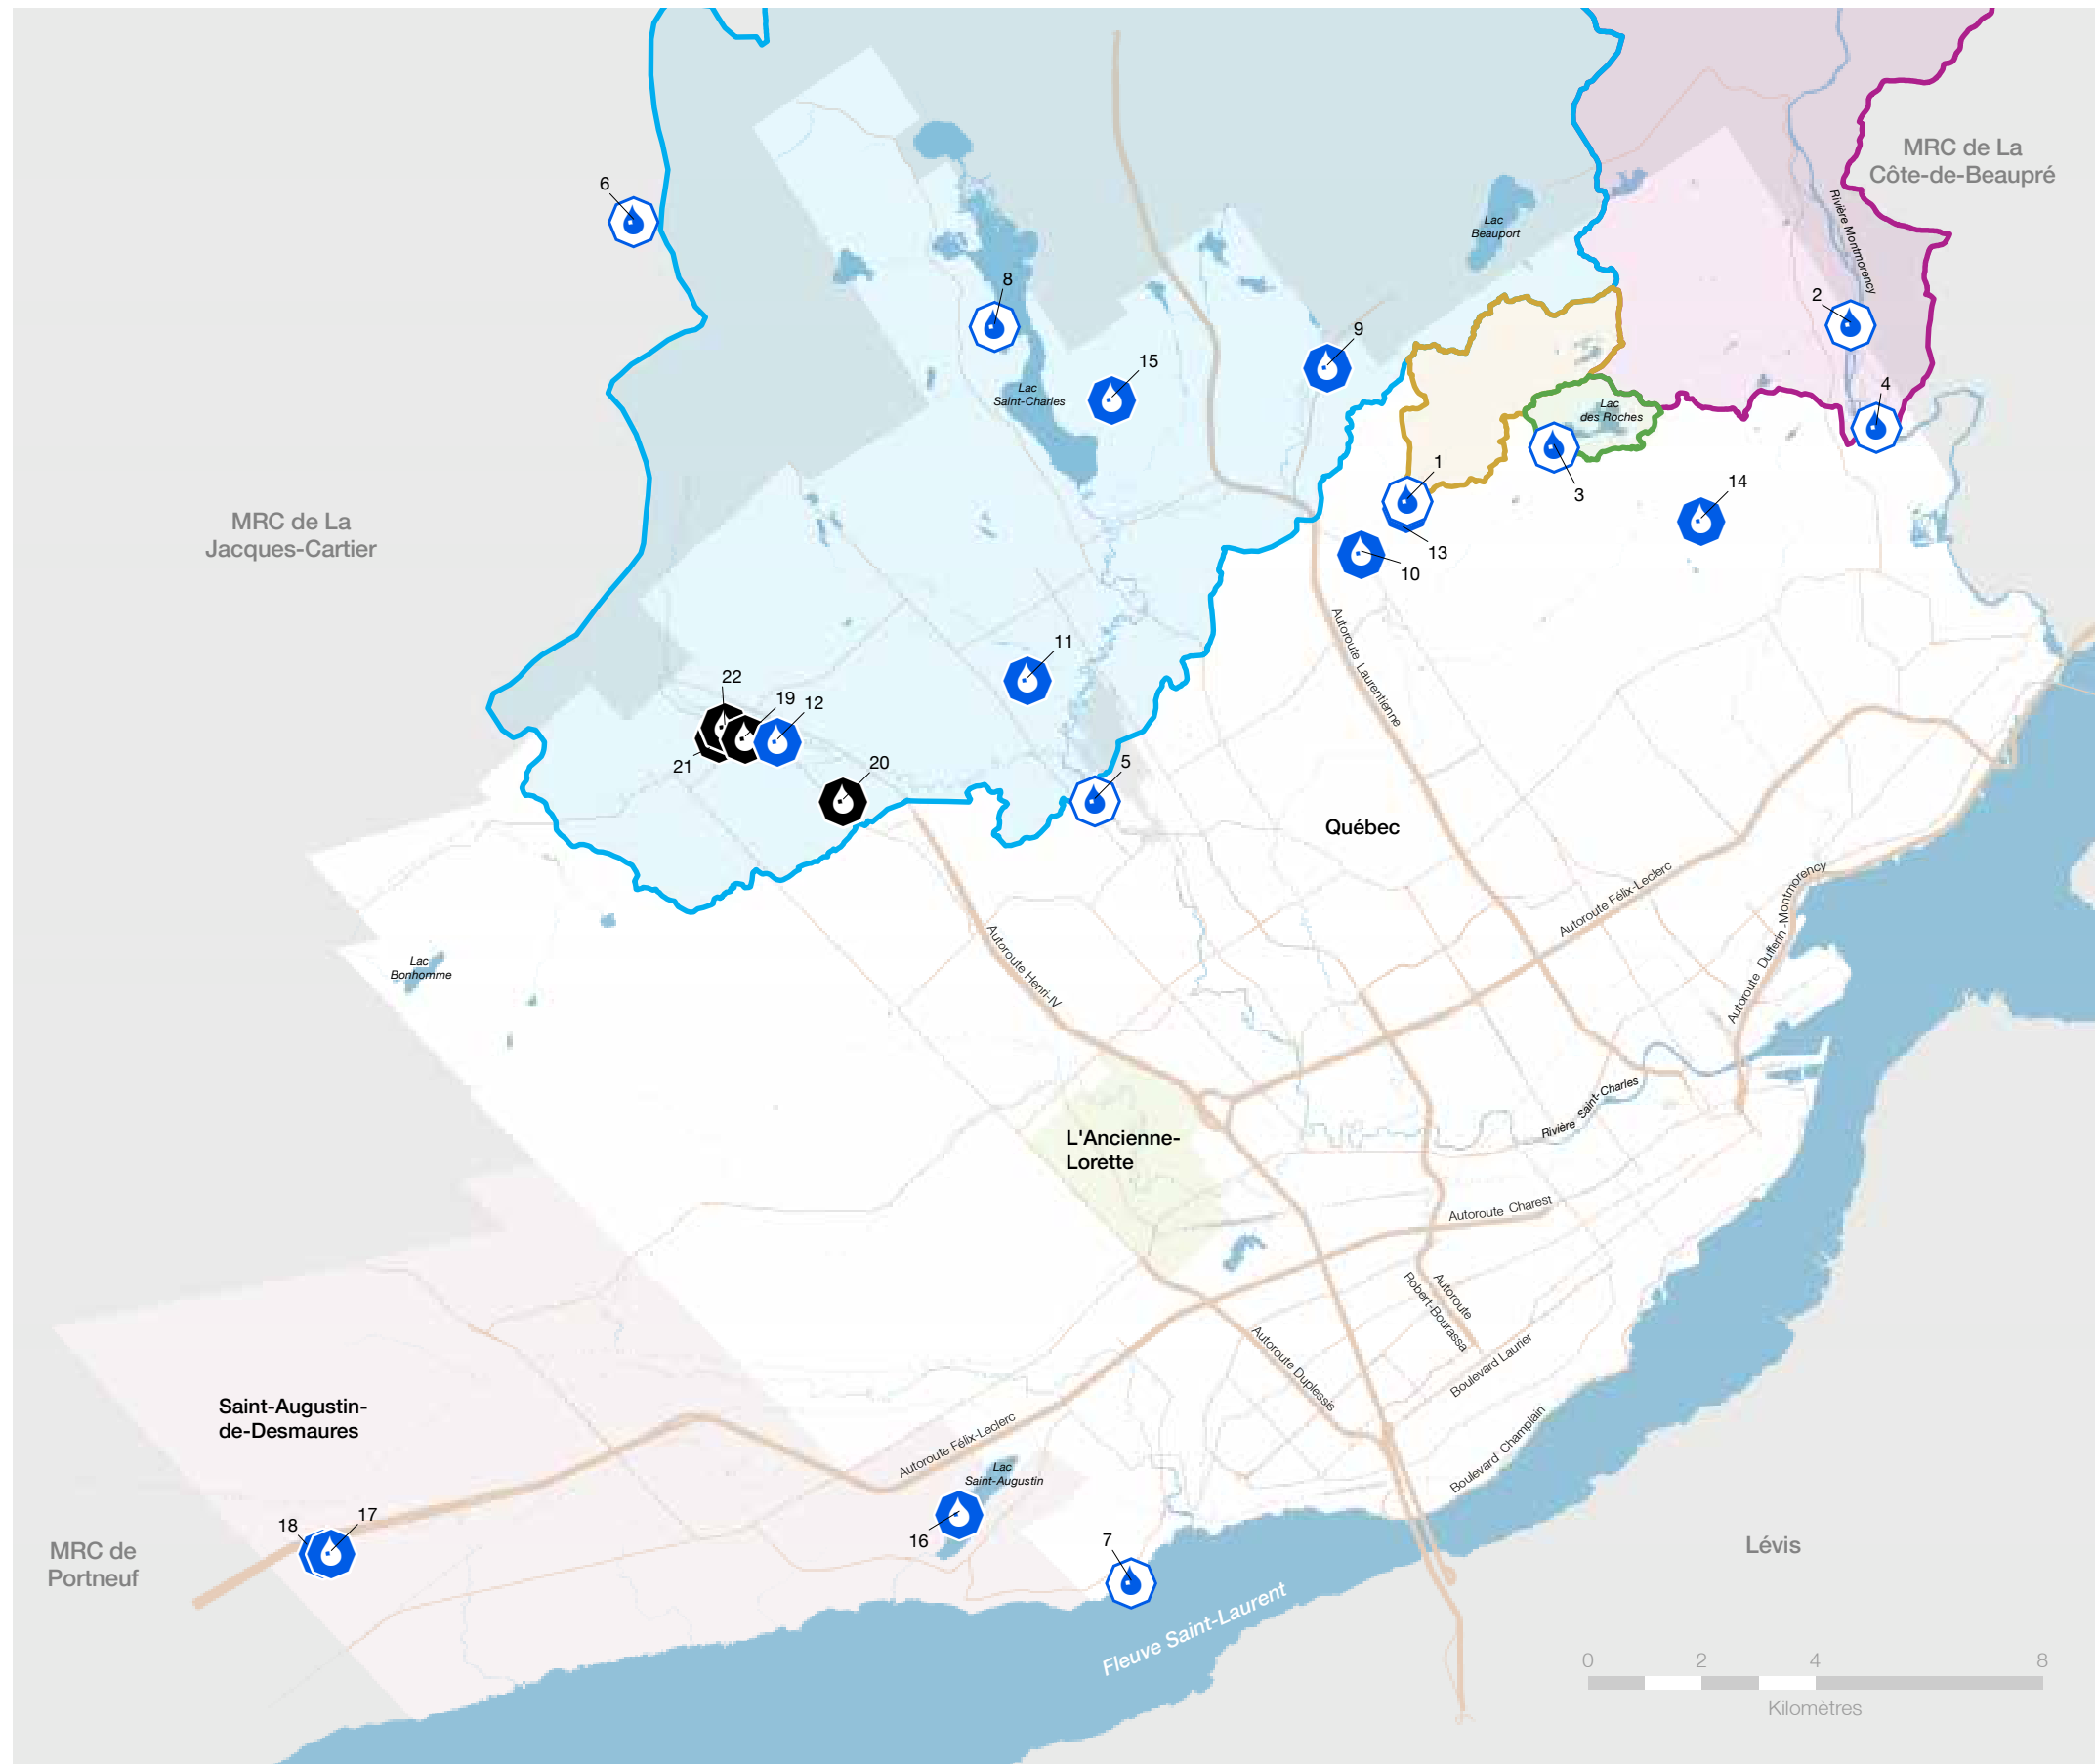 MRC de La
Côte-de-Beaupré
6
Rivière Montmorency
Lac
Beauport
8
2
9
15
4
Lac
Saint-Charles
Lac
des Roches
1
3
14
MRC de La
Jacques-Cartier
13
10
11
22
19
12
21
20
5
Autoroute Laurentienne
Québec
Autoroute Félix-Leclerc
Autoroute Dufferin-Montmorency
Autoroute Henri-IV
Lac
Bonhomme
Rivière Saint-Charles
L'Ancienne-
Lorette
Autoroute Charest
Autoroute
Robert-Bourassa
Autoroute Duplessis
Boulevard Laurier
Saint-Augustin-
de-Desmaures
Autoroute Félix-Leclerc
Boulevard Champlain
Lac
Saint-Augustin
18
17
16
7
MRC de
Portneuf
Lévis
Fleuve Saint-Laurent
0 2 4 8
Kilomètres